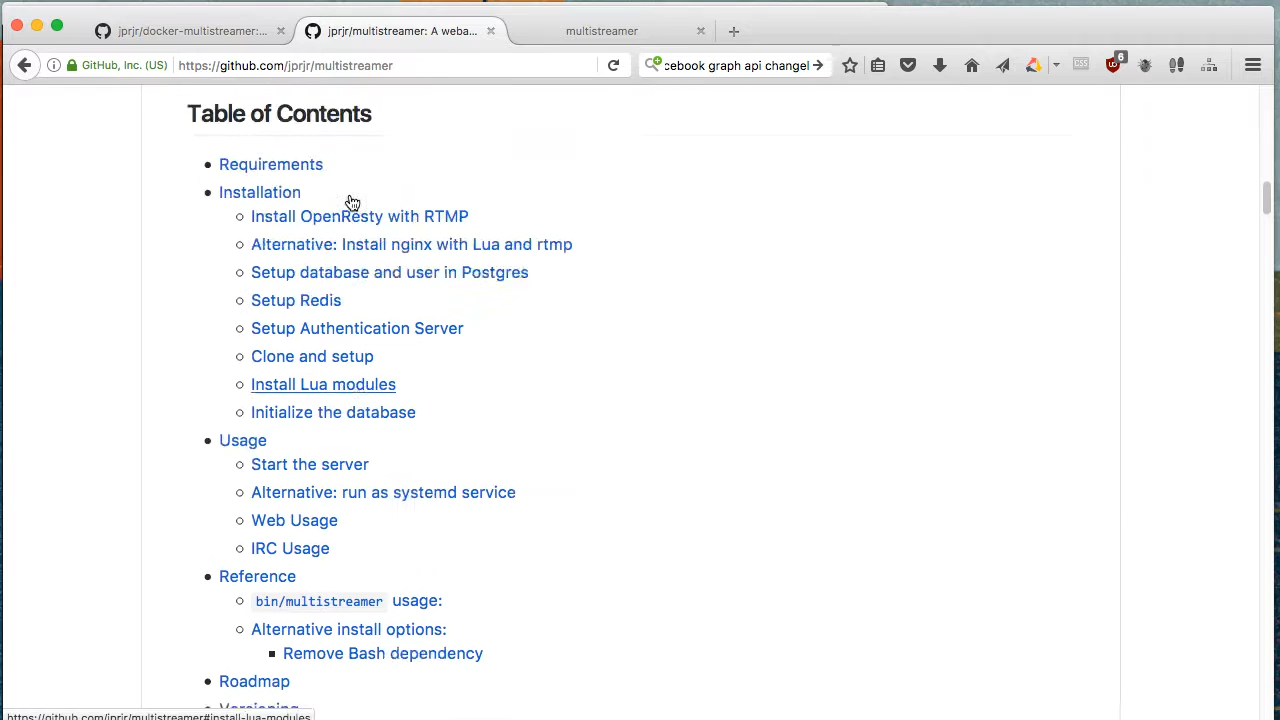 jprjr/docker-multistreamer:...
jprjr/multistreamer: A weba...
multistreamer
GitHub, Inc. (US)
https://github.com/jprjr/multistreamer
cebook graph api changel
6
Table of Contents
Requirements
Installation
Install OpenResty with RTMP
Alternative: Install nginx with Lua and rtmp
Setup database and user in Postgres
Setup Redis
Setup Authentication Server
Clone and setup
Install Lua modules
Initialize the database
Usage
Start the server
Alternative: run as systemd service
Web Usage
IRC Usage
Reference
bin/multistreamer usage:
Alternative install options:
Remove Bash dependency
Roadmap
Versioning
https://github.com/jprjr/multistreamer#install-lua-modules